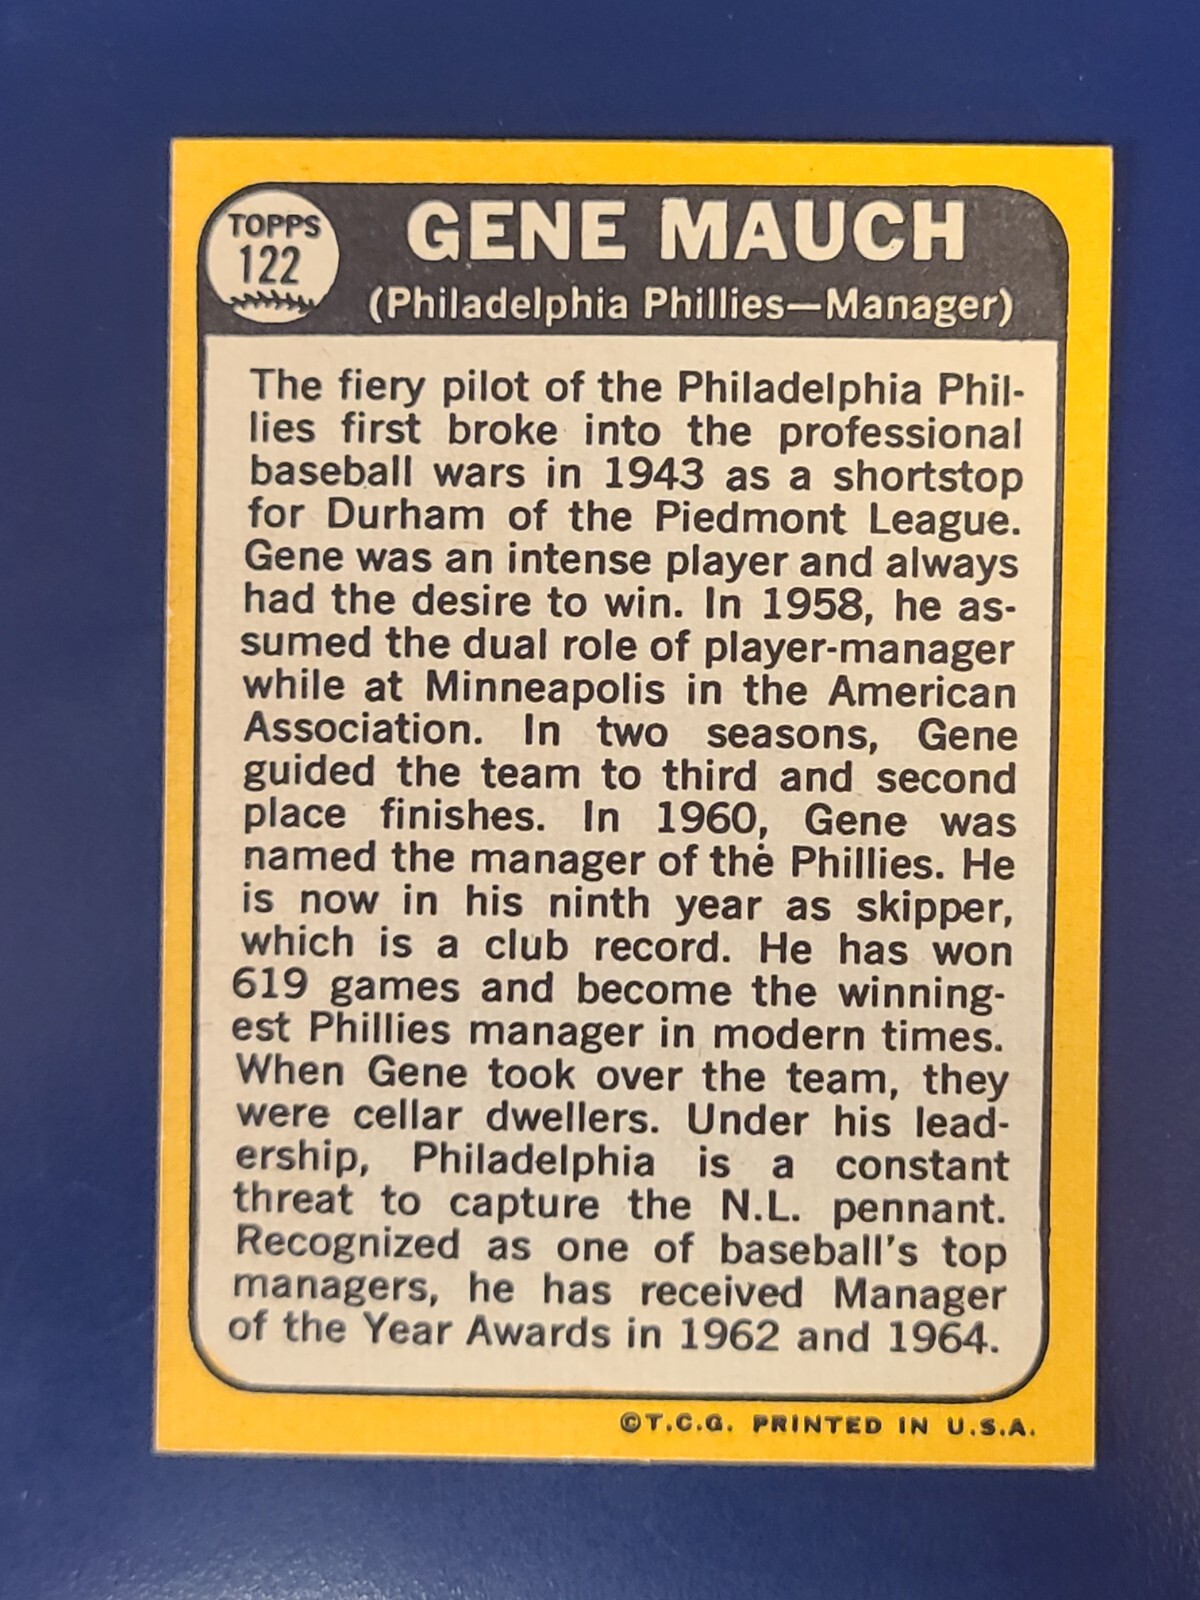 TOPPS
122
GENE MAUCH
(Philadelphia Phillies—Manager)
The fiery pilot of the Philadelphia Phil-
lies first broke into the professional
baseball wars in 1943 as a shortstop
for Durham of the Piedmont League.
Gene was an intense player and always
had the desire to win. In 1958, he as-
sumed the dual role of player-manager
while at Minneapolis in the American
Association. In two seasons, Gene
guided the team to third and second
place finishes. In 1960, Gene was
named the manager of the Phillies. He
is now in his ninth year as skipper,
which is a club record. He has won
619 games and become the winning-
est Phillies manager in modern times.
When Gene took over the team, they
were cellar dwellers. Under his lead-
ership, Philadelphia is a constant
threat to capture the N.L. pennant.
Recognized as one of baseball's top
managers, he has received Manager
of the Year Awards in 1962 and 1964.
©T.C.G. PRINTED IN U.S.A.